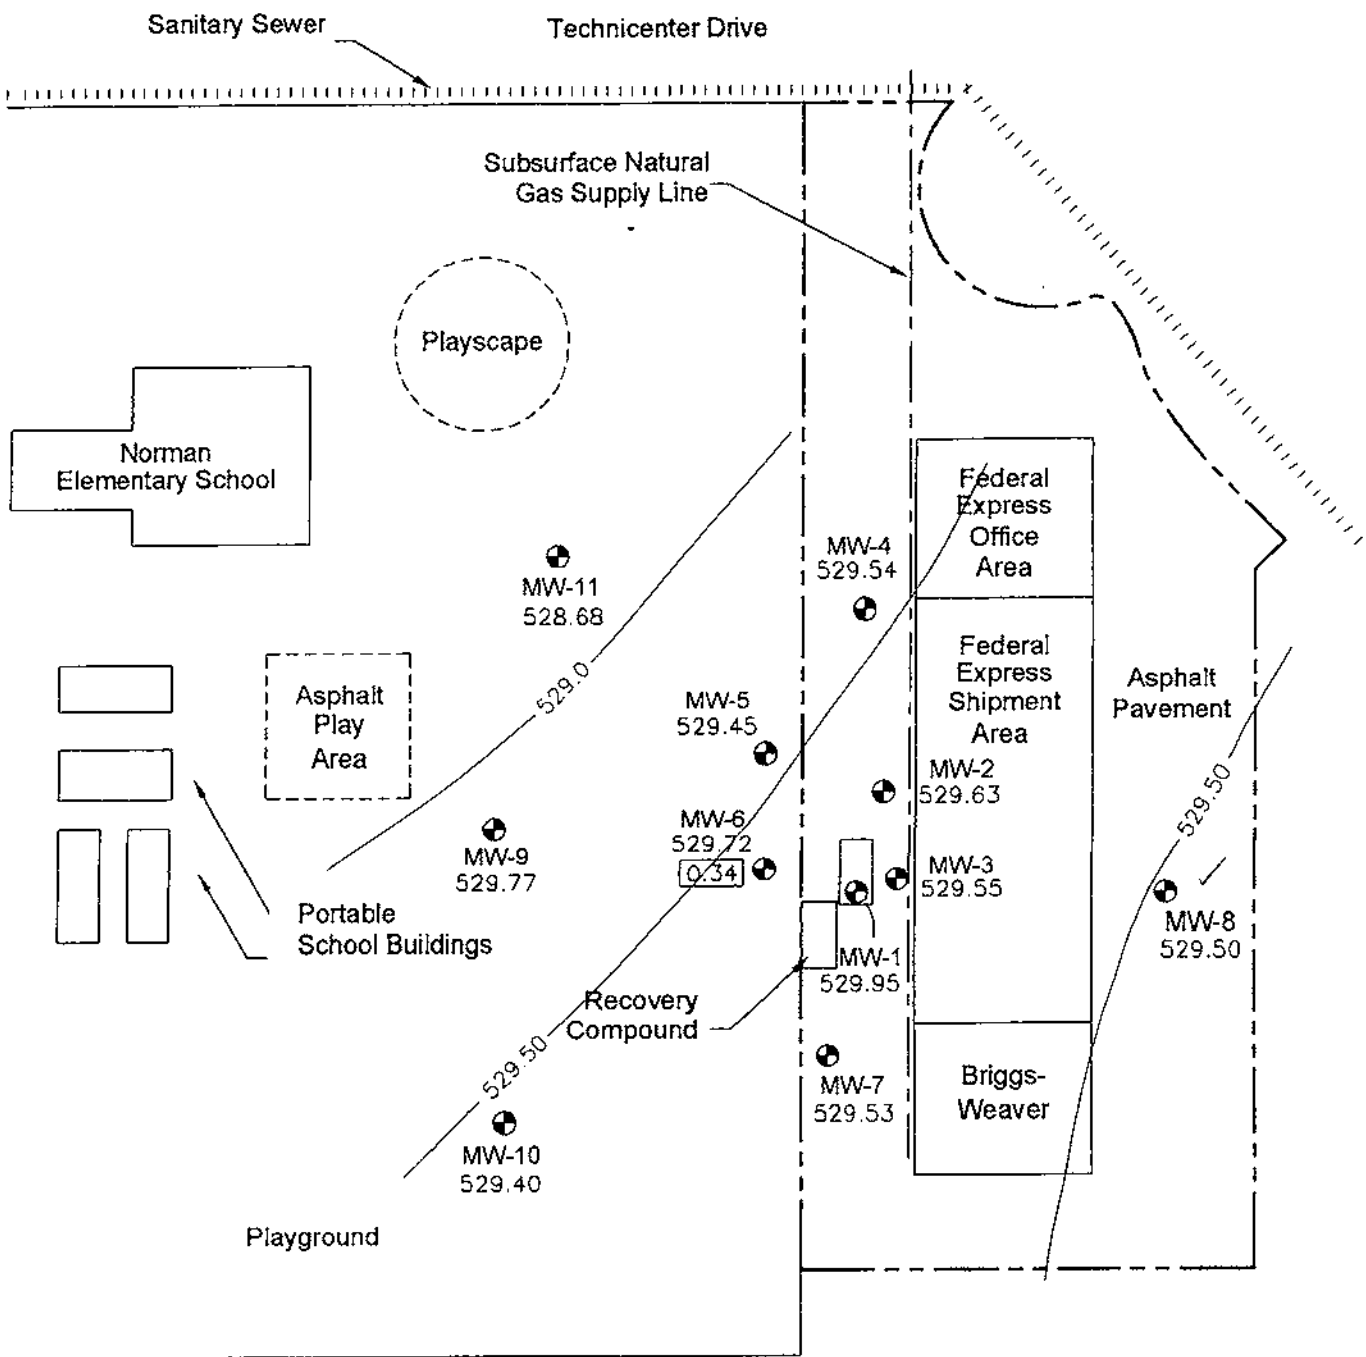 Sanitary Sewer
Technicenter Drive
Subsurface Natural
Gas Supply Line
Playscape
Norman
Elementary School
Federal
Express
Office
Area
MW-4
529.54
MW-11
528.68
529.0
Federal
Express
Shipment
Area
Asphalt
Pavement
Asphalt
Play
Area
MW-5
529.45
MW-2
529.63
529.50
MW-6
529.72
0.34
MW-9
529.77
MW-3
529.55
Portable
School Buildings
MW-8
529.50
MW-1
529.95
Recovery
Compound
529.50
MW-7
529.53
Briggs-
Weaver
MW-10
529.40
Playground